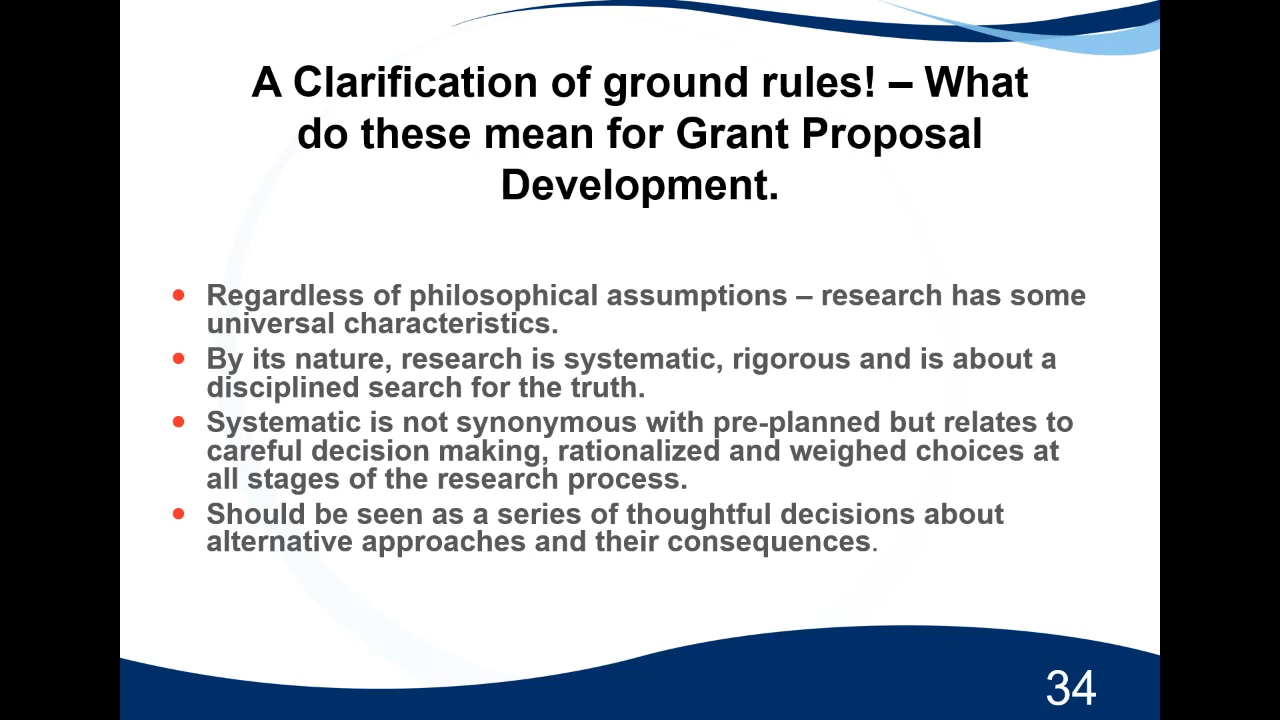 A Clarification of ground rules! – What
do these mean for Grant Proposal
Development.
Regardless of philosophical assumptions – research has some
universal characteristics.
By its nature, research is systematic, rigorous and is about a
disciplined search for the truth.
Systematic is not synonymous with pre-planned but relates to
careful decision making, rationalized and weighed choices at
all stages of the research process.
Should be seen as a series of thoughtful decisions about
alternative approaches and their consequences.
34